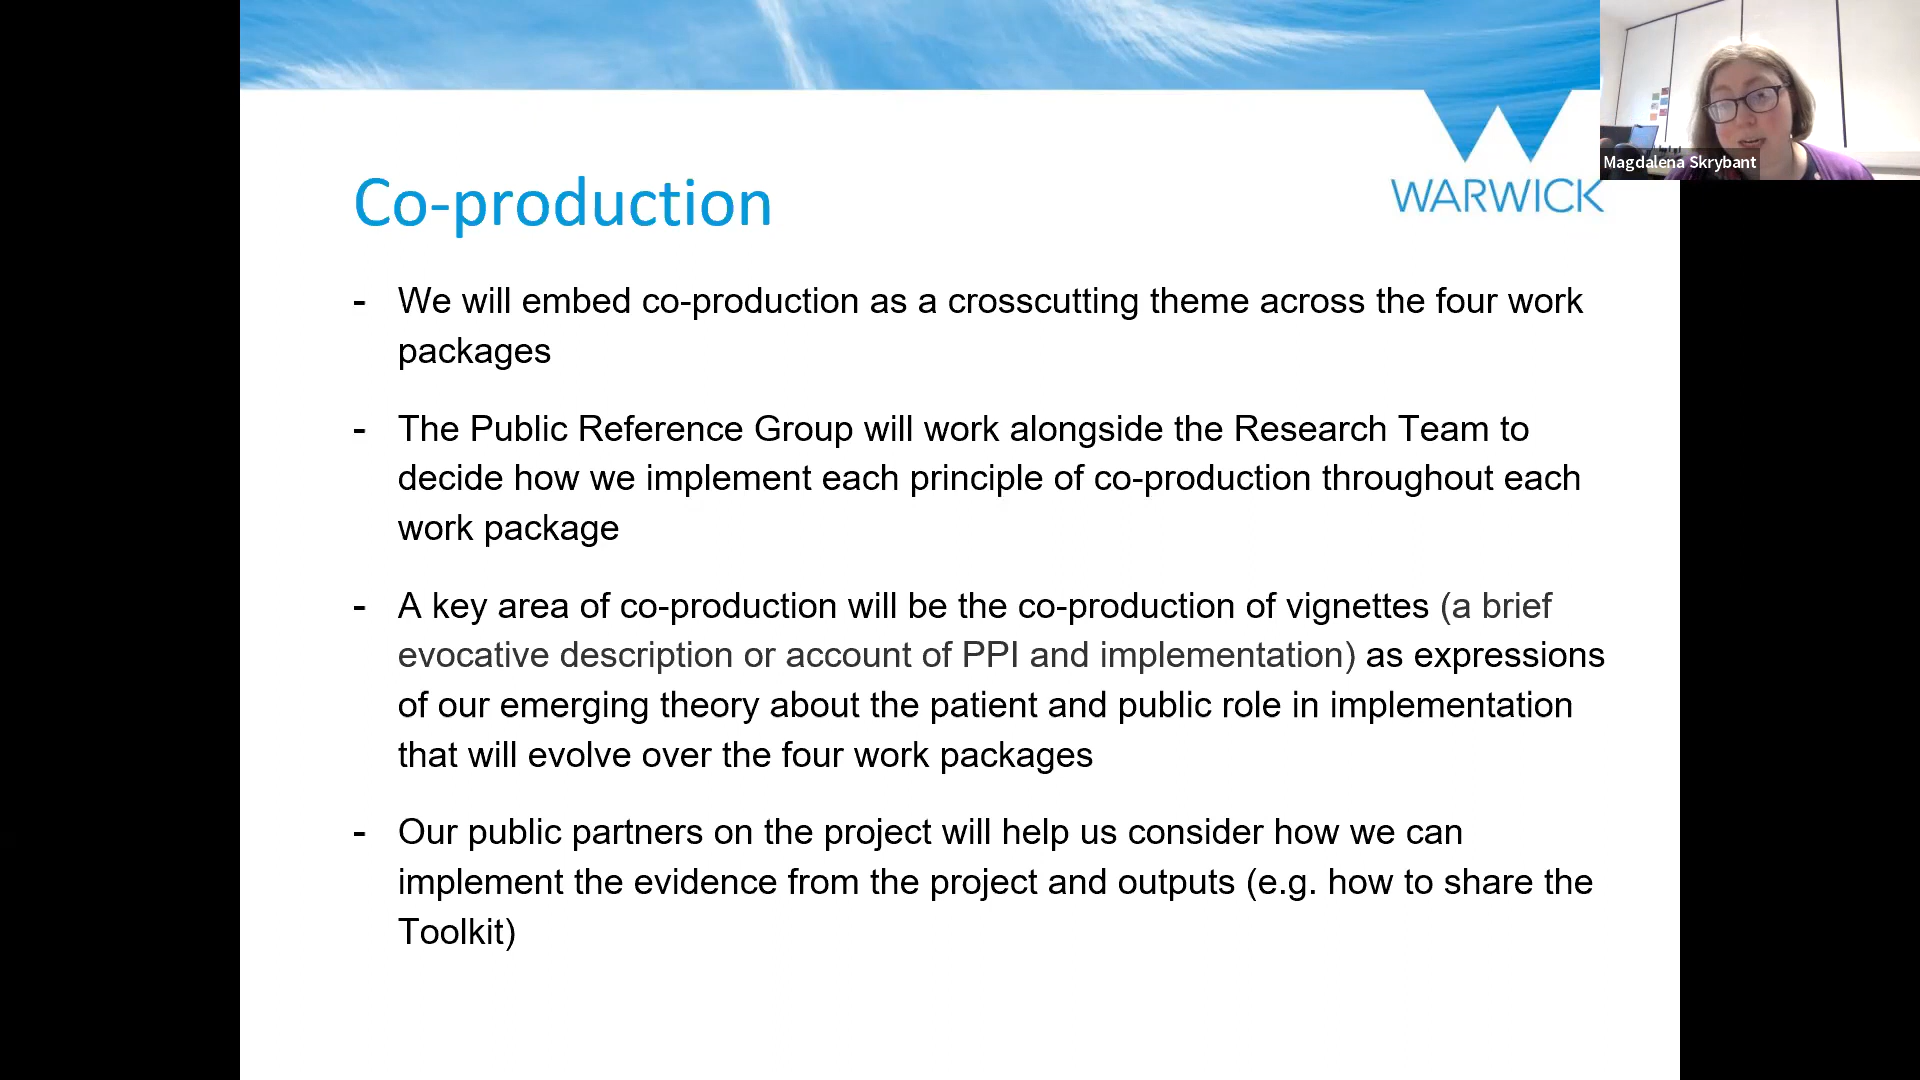 Magdalena Skrybant
WARWICK
Co-production
- We will embed co-production as a crosscutting theme across the four work
packages
- The Public Reference Group will work alongside the Research Team to
decide how we implement each principle of co-production throughout each
work package
- A key area of co-production will be the co-production of vignettes (a brief
evocative description or account of PPI and implementation) as expressions
of our emerging theory about the patient and public role in implementation
that will evolve over the four work packages
- Our public partners on the project will help us consider how we can
implement the evidence from the project and outputs (e.g. how to share the
Toolkit)